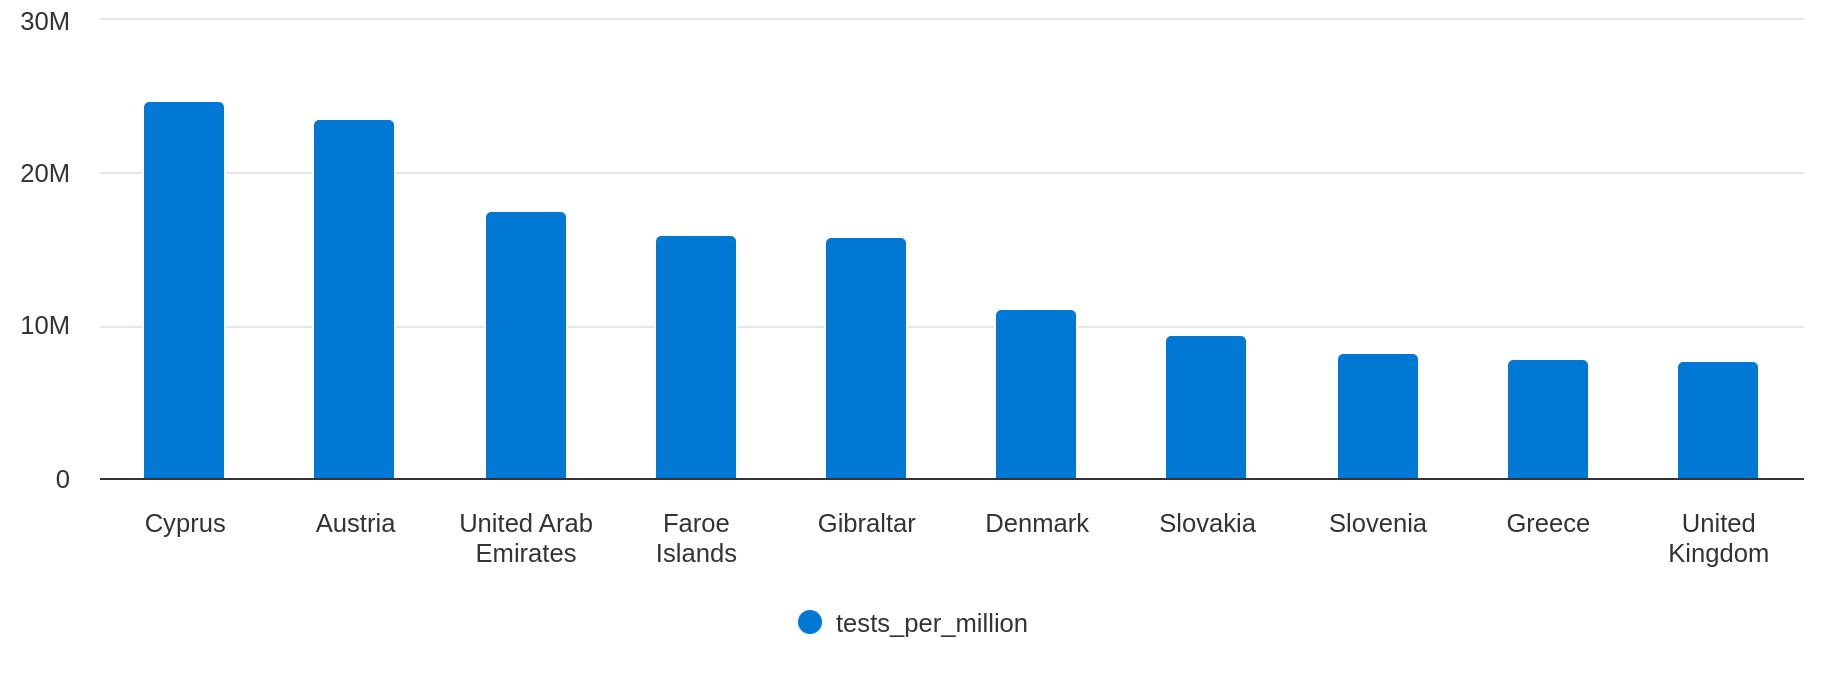 30M
20M
10M
0
Cyprus
Austria
United Arab
Emirates
Faroe
Islands
Gibraltar
Denmark
Slovakia
Slovenia
Greece
United
Kingdom
tests_per_million